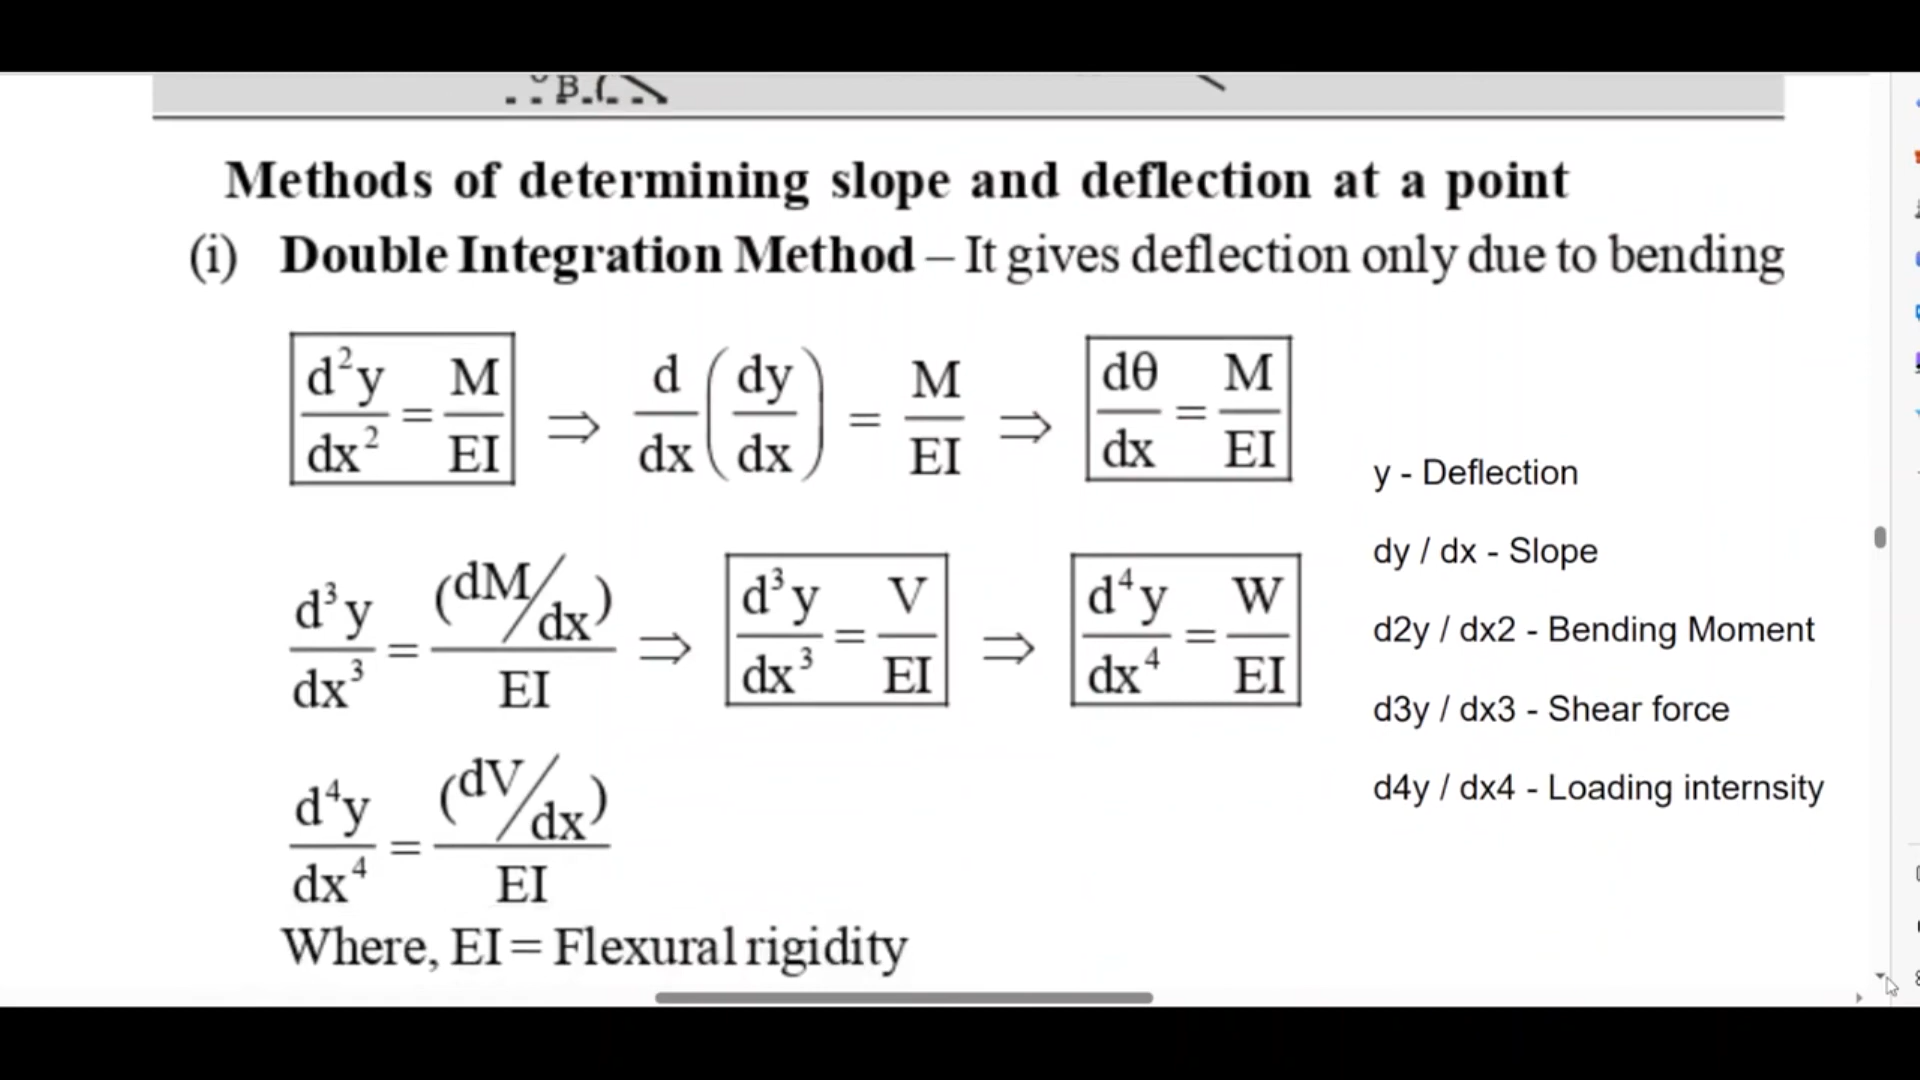 B
Methods of determining slope and deflection at a point
(i) Double Integration Method – It gives deflection only due to bending
d²y/dx² = M/EI ⇒ d/dx (dy/dx) = M/EI ⇒ dθ/dx = M/EI
y - Deflection
dy / dx - Slope
d³y/dx³ = (dM/dx)/EI ⇒ d³y/dx³ = V/EI ⇒ d⁴y/dx⁴ = W/EI
d2y / dx2 - Bending Moment
d3y / dx3 - Shear force
d4y / dx4 - Loading internsity
d⁴y/dx⁴ = (dV/dx)/EI
Where, EI = Flexural rigidity